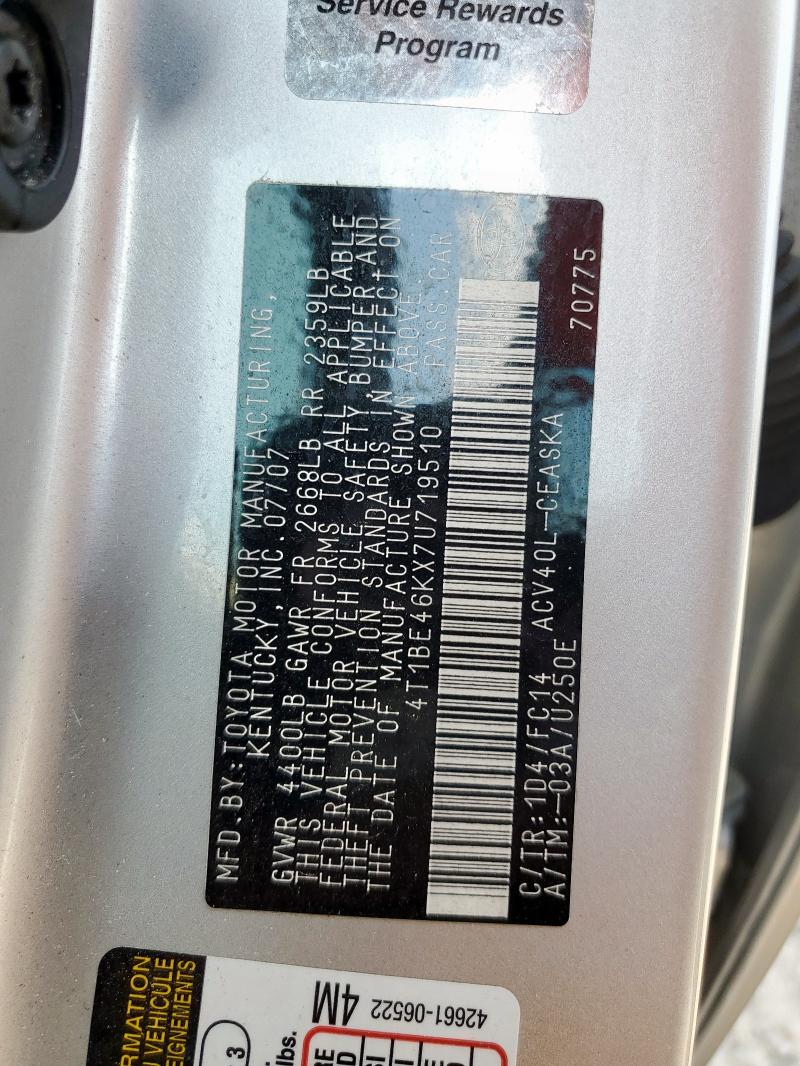 Service Rewards
Program
MFD.BY:TOYOTA MOTOR MANUFACTURING,
KENTUCKY,INC.07/07
GVWR 4400LB GAWR FR 2668LB RR 2359LB
THIS VEHICLE CONFORMS TO ALL APPLICABLE
FEDERAL MOTOR VEHICLE SAFETY, BUMPER,AND
THEFT PREVENTION STANDARDS IN EFFECT ON
THE DATE OF MANUFACTURE SHOWN ABOVE.
4T1BE46KX7U719510 PASS.CAR
C/TR:1D4/FC14 ACV40L-CEASKA 70775
A/TM:-03A/U250E
4M
42661-06522
3
lbs.